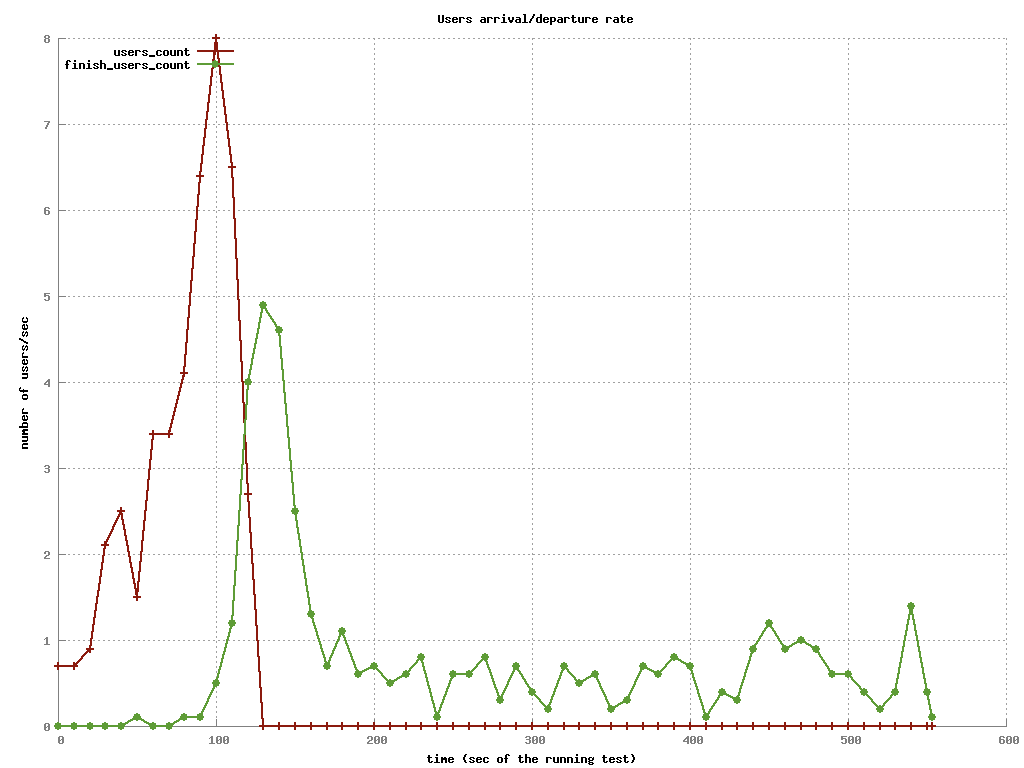 Users arrival/departure rate
users_count
finish_users_count
8
7
6
5
4
3
2
1
0
number of users/sec
0 100 200 300 400 500 600
time (sec of the running test)